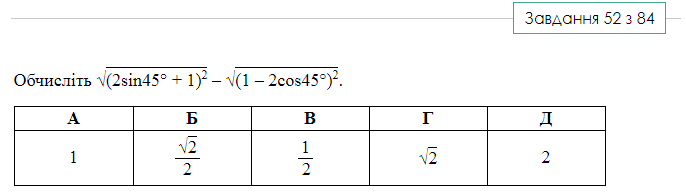 Завдання 52 з 84
Обчисліть √(2sin45° + 1)² – √(1 – 2cos45°)².
А Б В Г Д
1 √2/2 1/2 √2 2